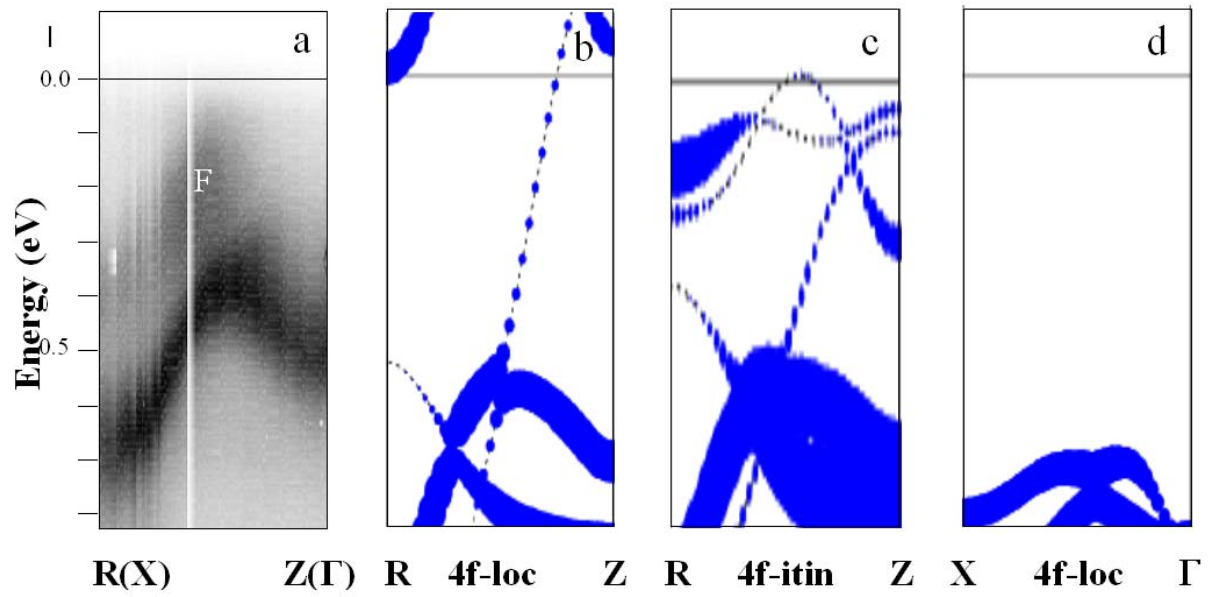 a
b
c
d
0.0
F
Energy (eV)
0.5
R(X) Z(Γ) R 4f-loc Z R 4f-itin Z X 4f-loc Γ